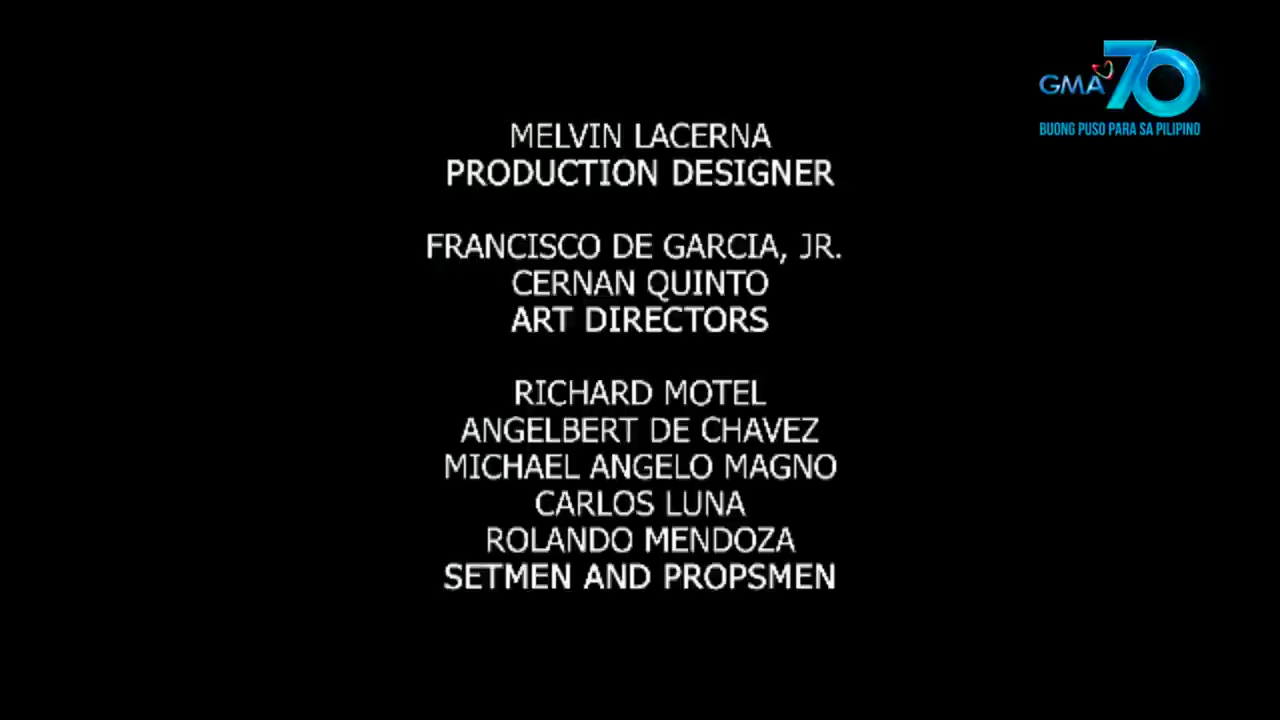 GMA 70
BUONG PUSO PARA SA PILIPINO
MELVIN LACERNA
PRODUCTION DESIGNER
FRANCISCO DE GARCIA, JR.
CERNAN QUINTO
ART DIRECTORS
RICHARD MOTEL
ANGELBERT DE CHAVEZ
MICHAEL ANGELO MAGNO
CARLOS LUNA
ROLANDO MENDOZA
SETMEN AND PROPSMEN